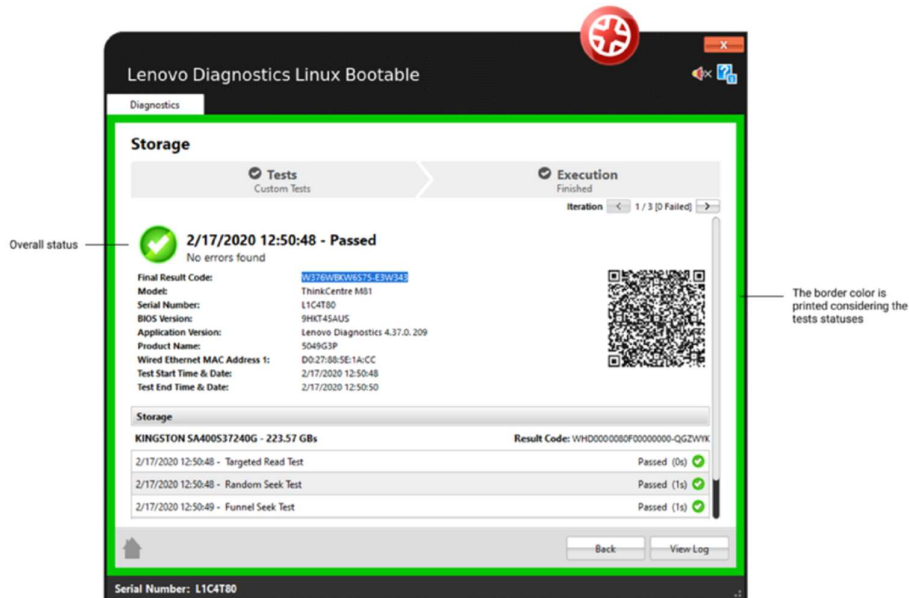 X
Lenovo Diagnostics Linux Bootable
Diagnostics
Storage
Tests
Custom Tests
Execution
Finished
Iteration < 1 / 3 [0 Failed] >
Overall status
2/17/2020 12:50:48 - Passed
No errors found
Final Result Code: W376WBKW6S75-E3W343
Model: ThinkCentre M81
Serial Number: L1C4T80
BIOS Version: 9HKT45AUS
Application Version: Lenovo Diagnostics 4.37.0.209
Product Name: 5049G3P
Wired Ethernet MAC Address 1: D0:27:88:5E:1A:CC
Test Start Time & Date: 2/17/2020 12:50:48
Test End Time & Date: 2/17/2020 12:50:50
The border color is
printed considering the
tests statuses
Storage
KINGSTON SA400S37240G - 223.57 GBs Result Code: WHD0000080F00000000-QGZWYK
2/17/2020 12:50:48 - Targeted Read Test Passed (0s)
2/17/2020 12:50:48 - Random Seek Test Passed (1s)
2/17/2020 12:50:49 - Funnel Seek Test Passed (1s)
Back View Log
Serial Number: L1C4T80